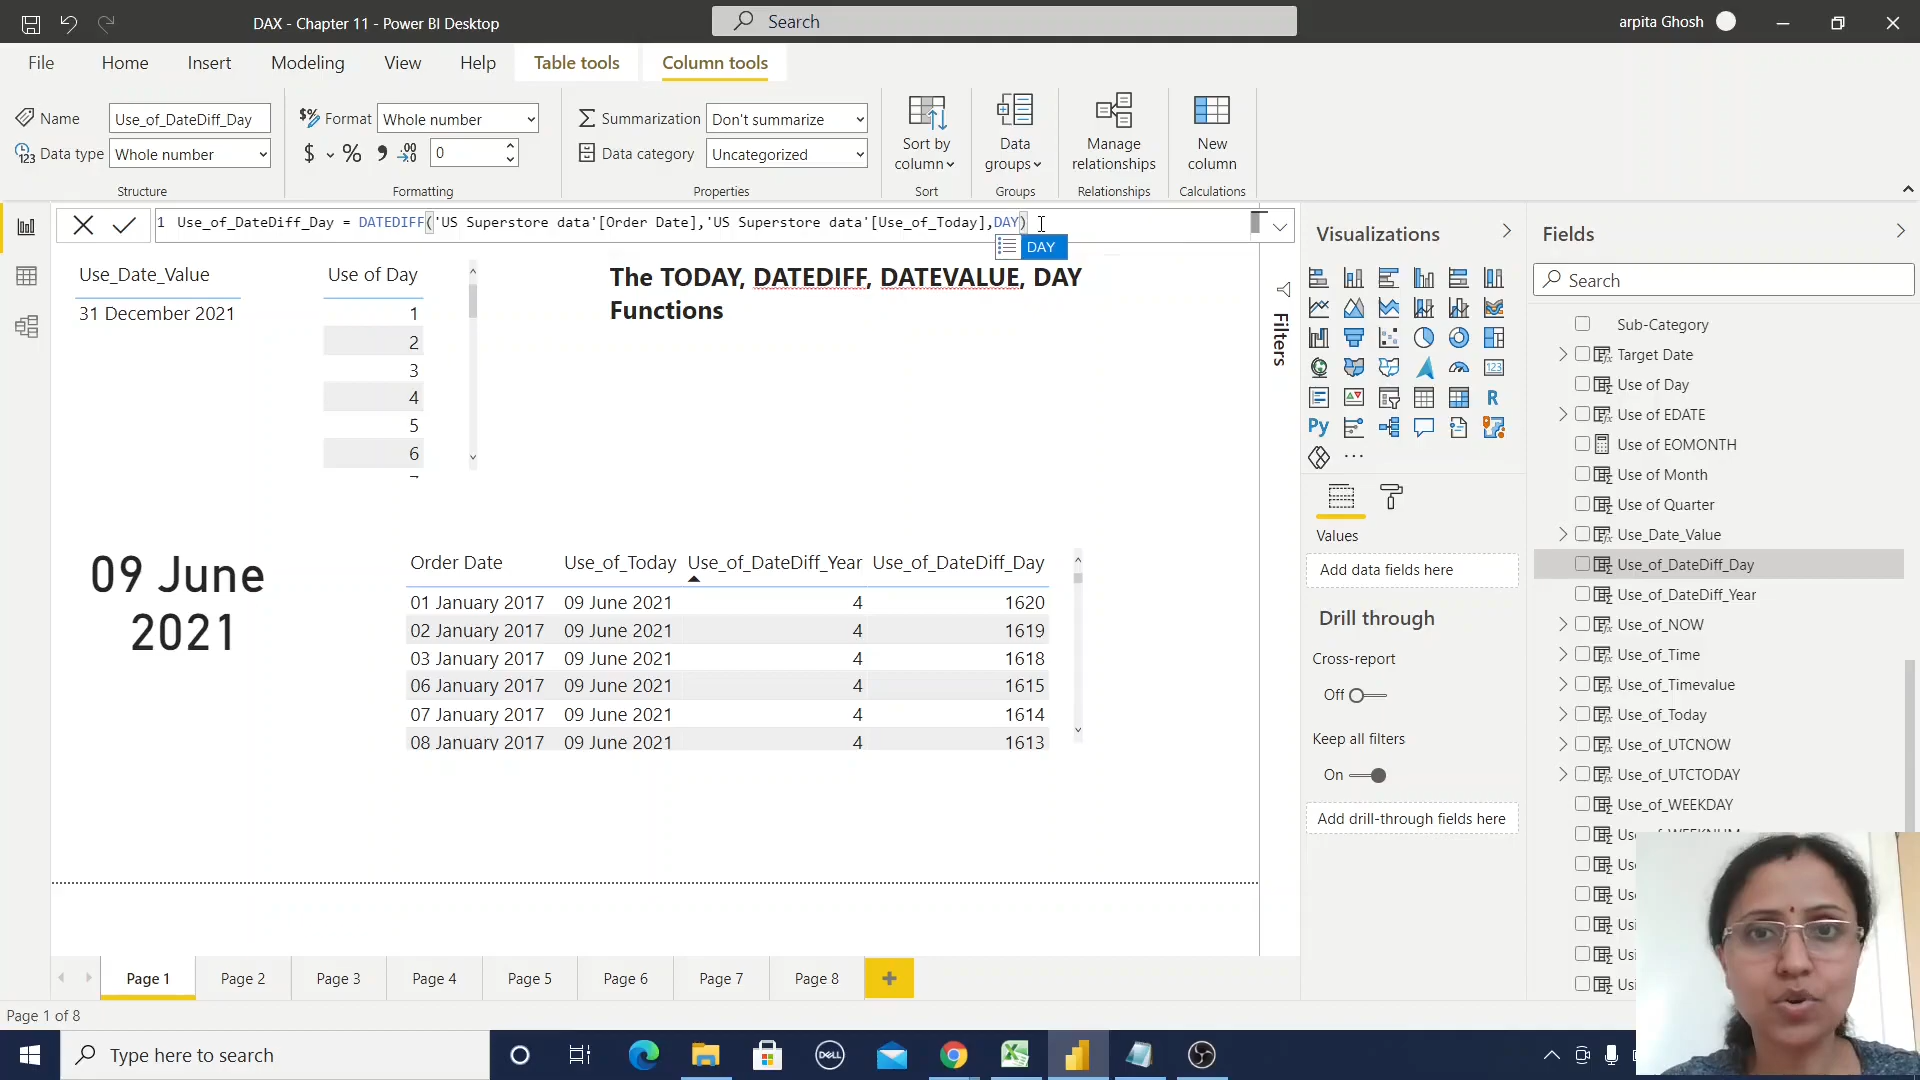 DAX - Chapter 11 - Power BI Desktop
Search
arpita Ghosh
File
Home
Insert
Modeling
View
Help
Table tools
Column tools
Name
Use_of_DateDiff_Day
Format
Whole number
Summarization
Don't summarize
Data type
Whole number
0
Data category
Uncategorized
Sort by column
Data groups
Manage relationships
New column
Structure
Formatting
Properties
Sort
Groups
Relationships
Calculations
1 Use_of_DateDiff_Day = DATEDIFF('US Superstore data'[Order Date],'US Superstore data'[Use_of_Today],DAY)
DAY
Use_Date_Value
31 December 2021
Use of Day
1
2
3
4
5
6
The TODAY, DATEDIFF, DATEVALUE, DAY
Functions
09 June
2021
Order Date Use_of_Today Use_of_DateDiff_Year Use_of_DateDiff_Day
01 January 2017 09 June 2021 4 1620
02 January 2017 09 June 2021 4 1619
03 January 2017 09 June 2021 4 1618
06 January 2017 09 June 2021 4 1615
07 January 2017 09 June 2021 4 1614
08 January 2017 09 June 2021 4 1613
Filters
Visualizations
Py
R
123
Values
Add data fields here
Drill through
Cross-report
Off
Keep all filters
On
Add drill-through fields here
Fields
Search
Sub-Category
Target Date
Use of Day
Use of EDATE
Use of EOMONTH
Use of Month
Use of Quarter
Use_Date_Value
Use_of_DateDiff_Day
Use_of_DateDiff_Year
Use_of_NOW
Use_of_Time
Use_of_Timevalue
Use_of_Today
Use_of_UTCNOW
Use_of_UTCTODAY
Use_of_WEEKDAY
Page 1
Page 2
Page 3
Page 4
Page 5
Page 6
Page 7
Page 8
Page 1 of 8
Type here to search
DELL